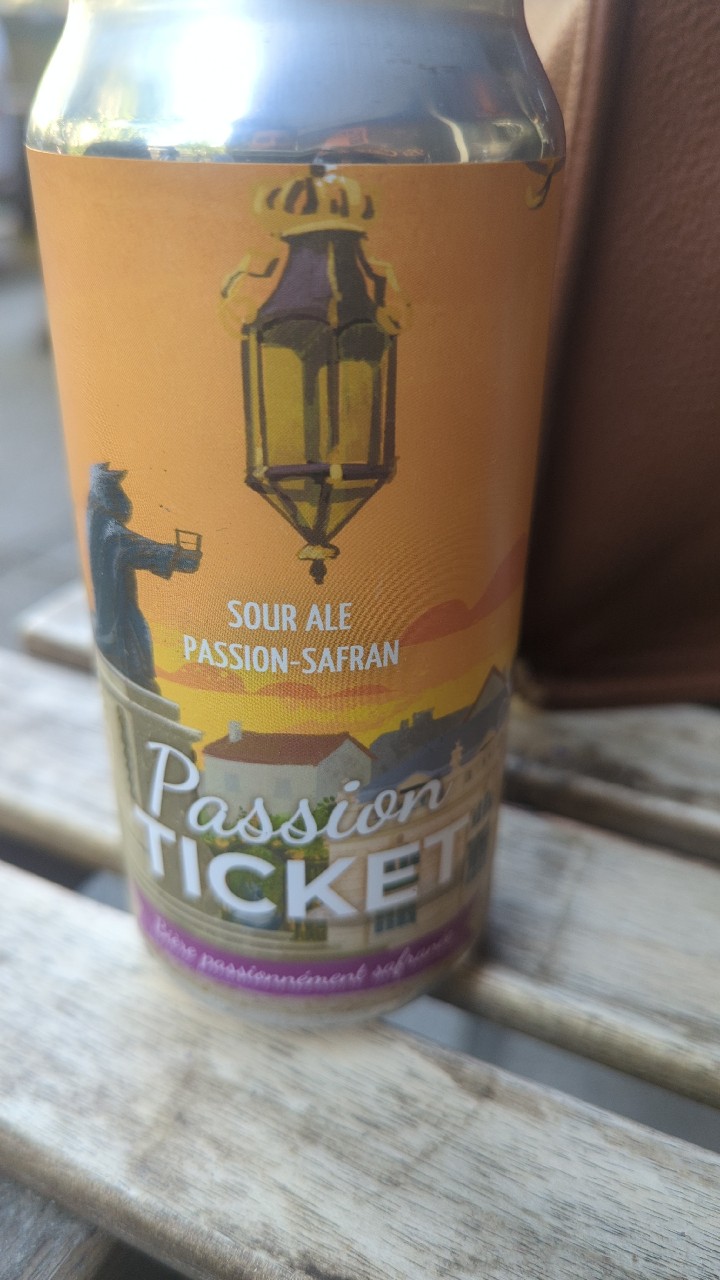 SOUR ALE
PASSION-SAFRAN
Passion
TICKET
Bière passionnément safranée